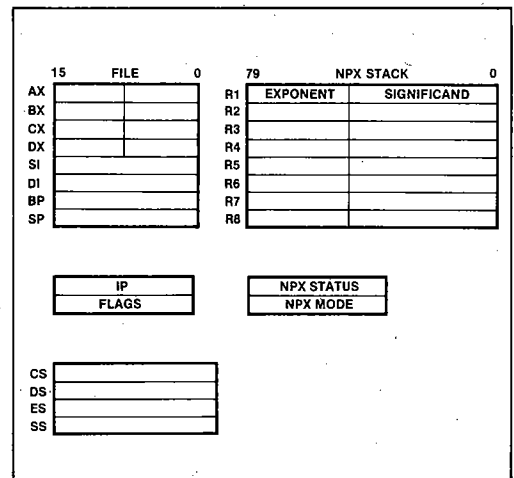 15 FILE 0
AX
BX
CX
DX
SI
DI
BP
SP
79 NPX STACK 0
R1 EXPONENT SIGNIFICAND
R2
R3
R4
R5
R6
R7
R8
IP
FLAGS
NPX STATUS
NPX MODE
CS
DS
ES
SS